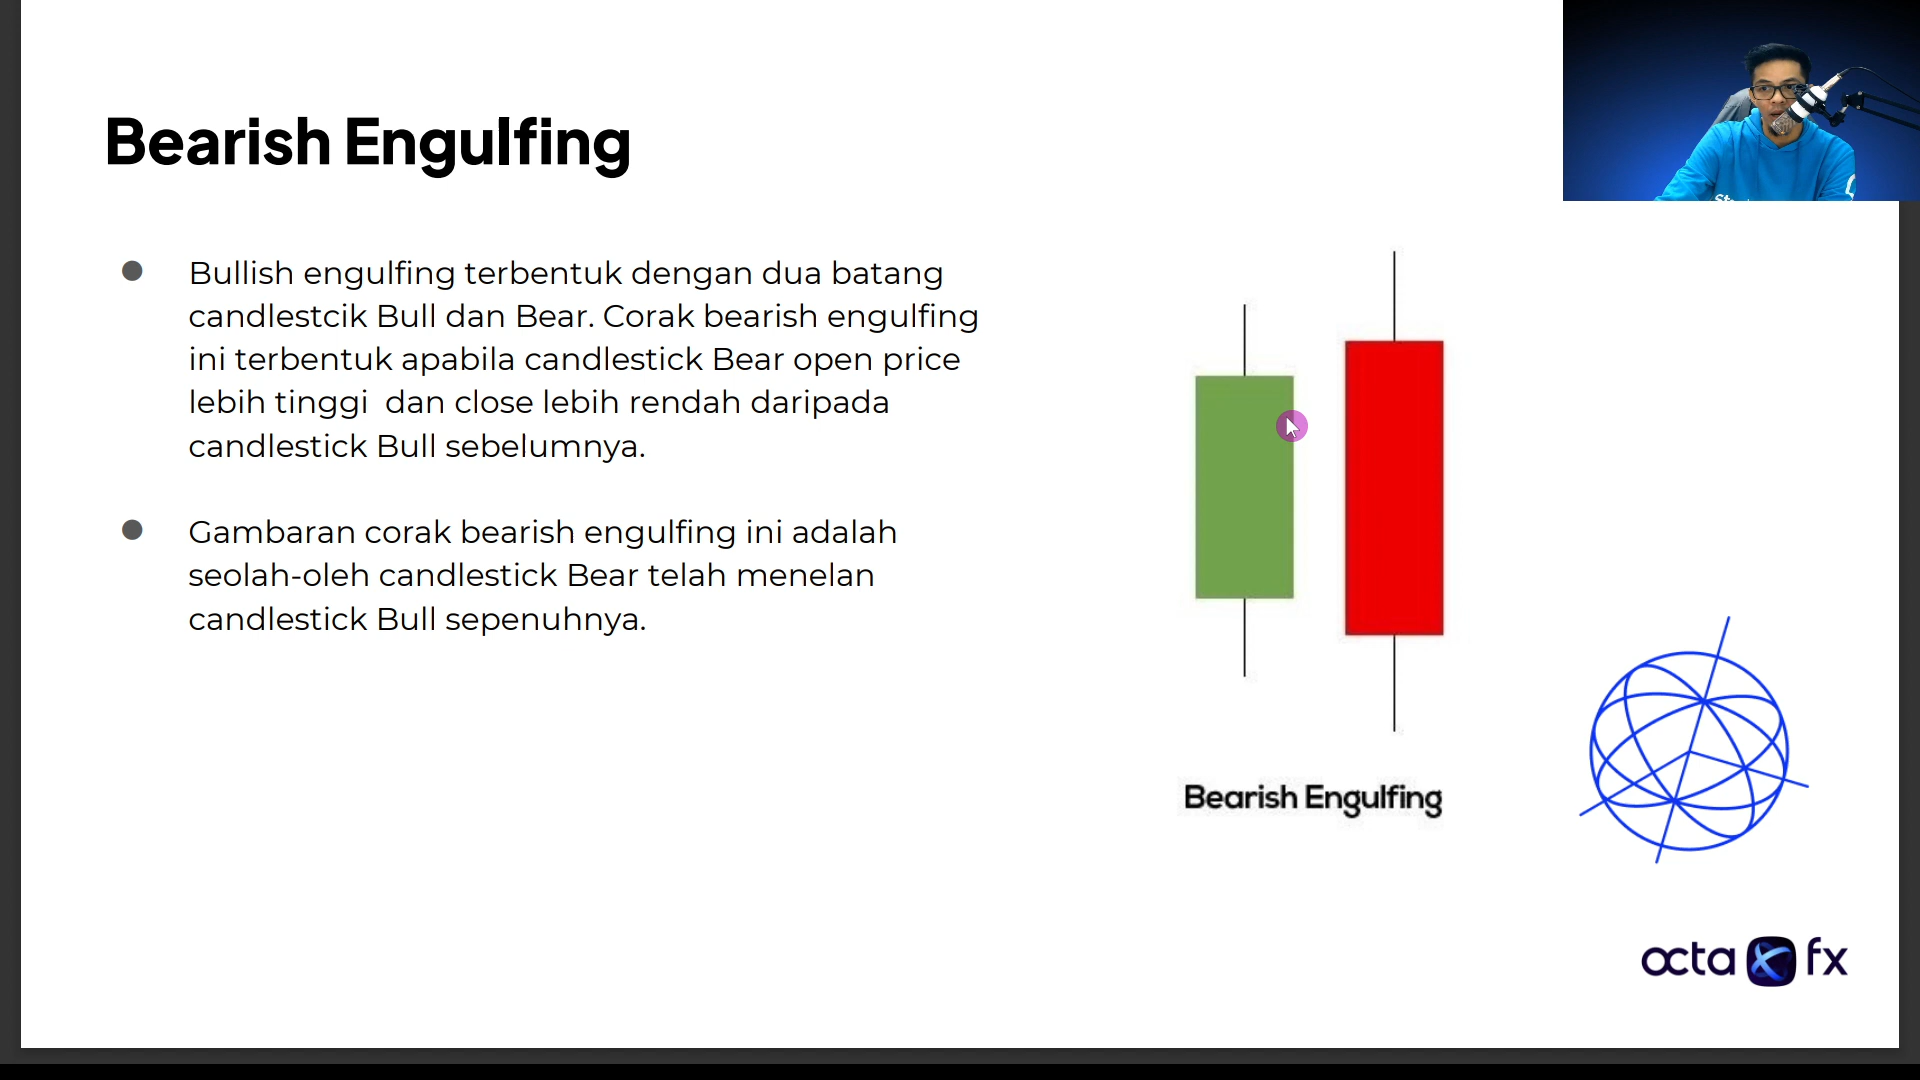 Bearish Engulfing
Bullish engulfing terbentuk dengan dua batang
candlestcik Bull dan Bear. Corak bearish engulfing
ini terbentuk apabila candlestick Bear open price
lebih tinggi  dan close lebih rendah daripada
candlestick Bull sebelumnya.
Gambaran corak bearish engulfing ini adalah
seolah-oleh candlestick Bear telah menelan
candlestick Bull sepenuhnya.
Bearish Engulfing
octa fx